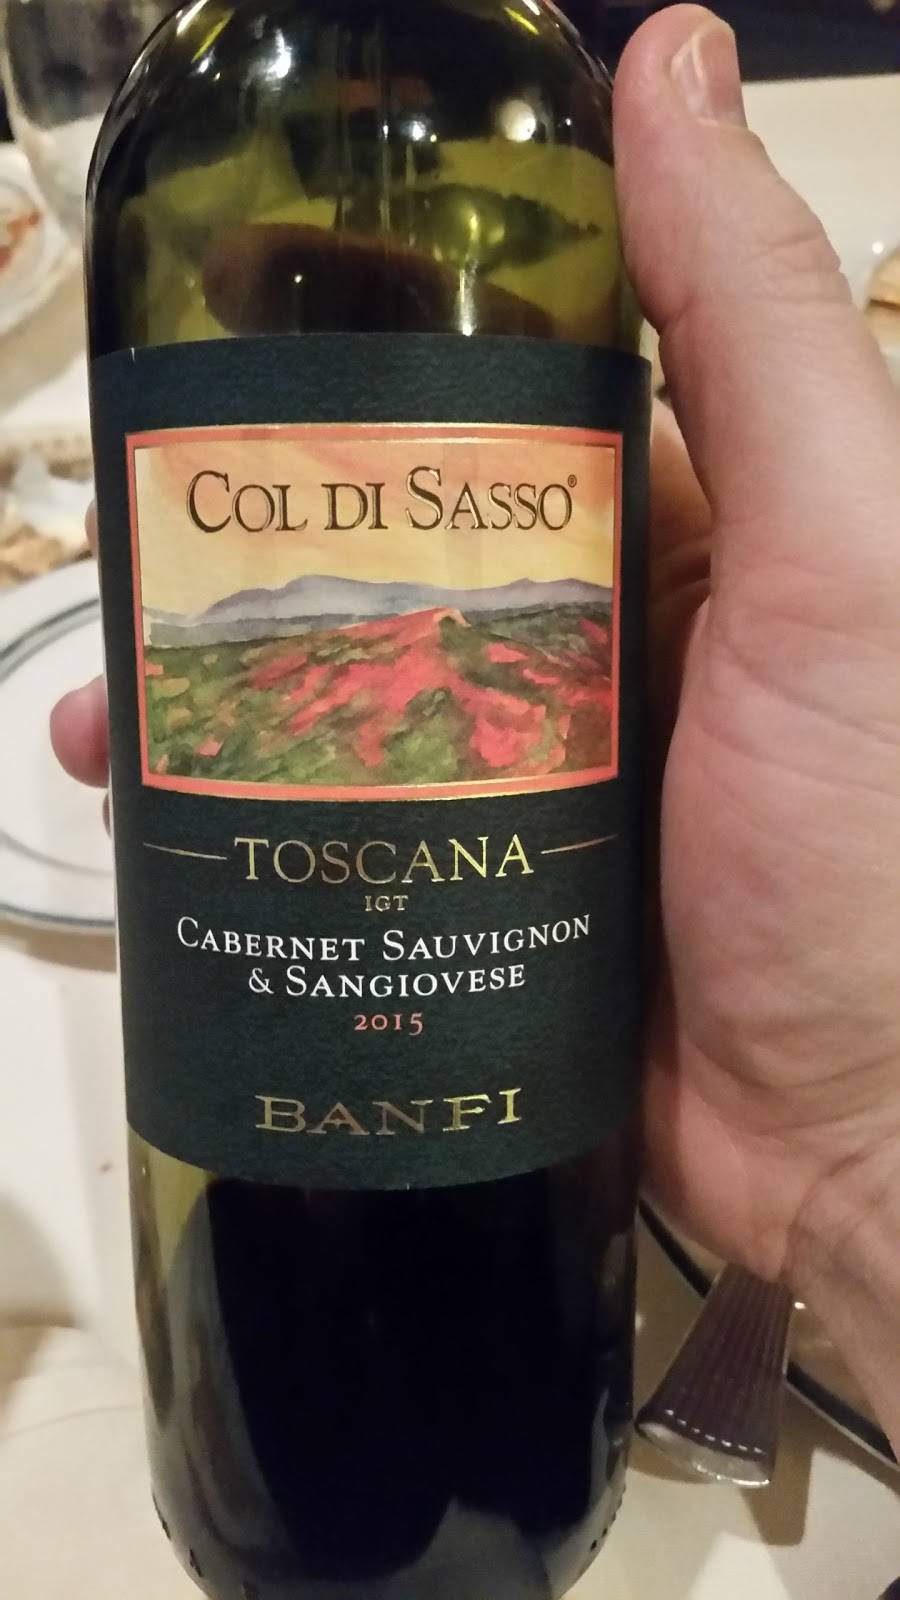 COL DI SASSO®
TOSCANA
IGT
CABERNET SAUVIGNON
& SANGIOVESE
2015
BANFI